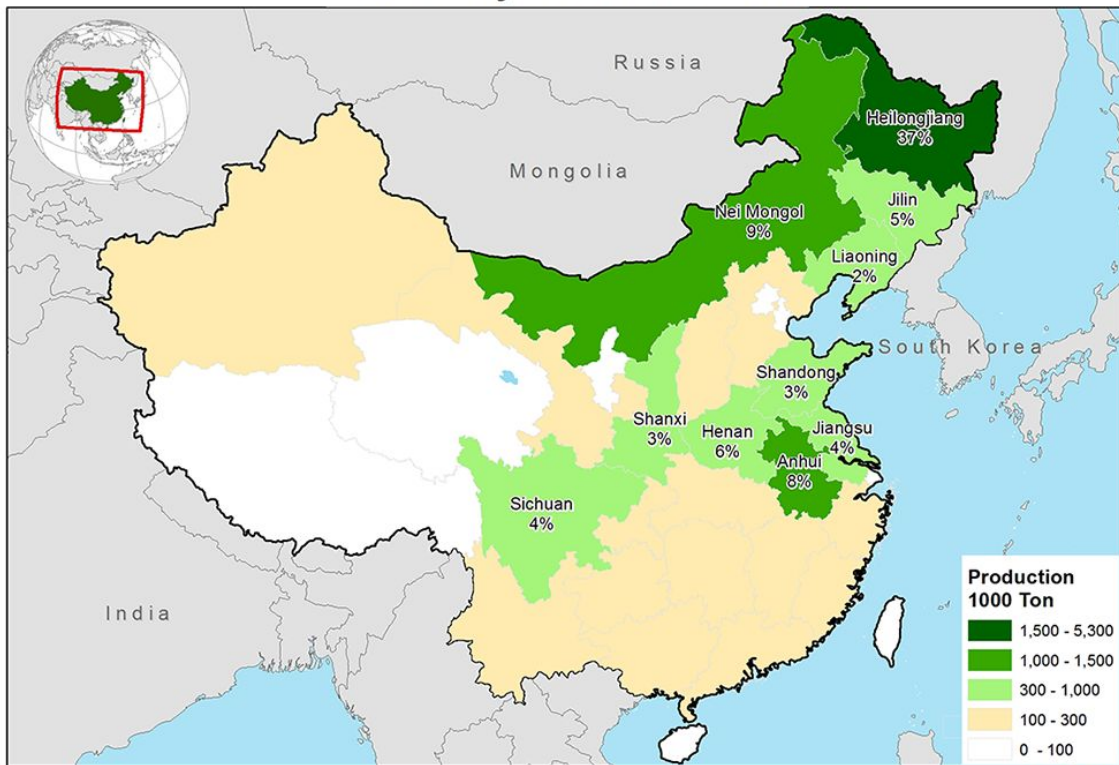 Russia
Heilongjiang
37%
Mongolia
Jilin
5%
Nei Mongol
9%
Liaoning
2%
South Korea
Shandong
3%
Shanxi
3%
Henan
6%
Jiangsu
4%
Anhui
8%
Sichuan
4%
India
Production
1000 Ton
1,500 - 5,300
1,000 - 1,500
300 - 1,000
100 - 300
0 - 100